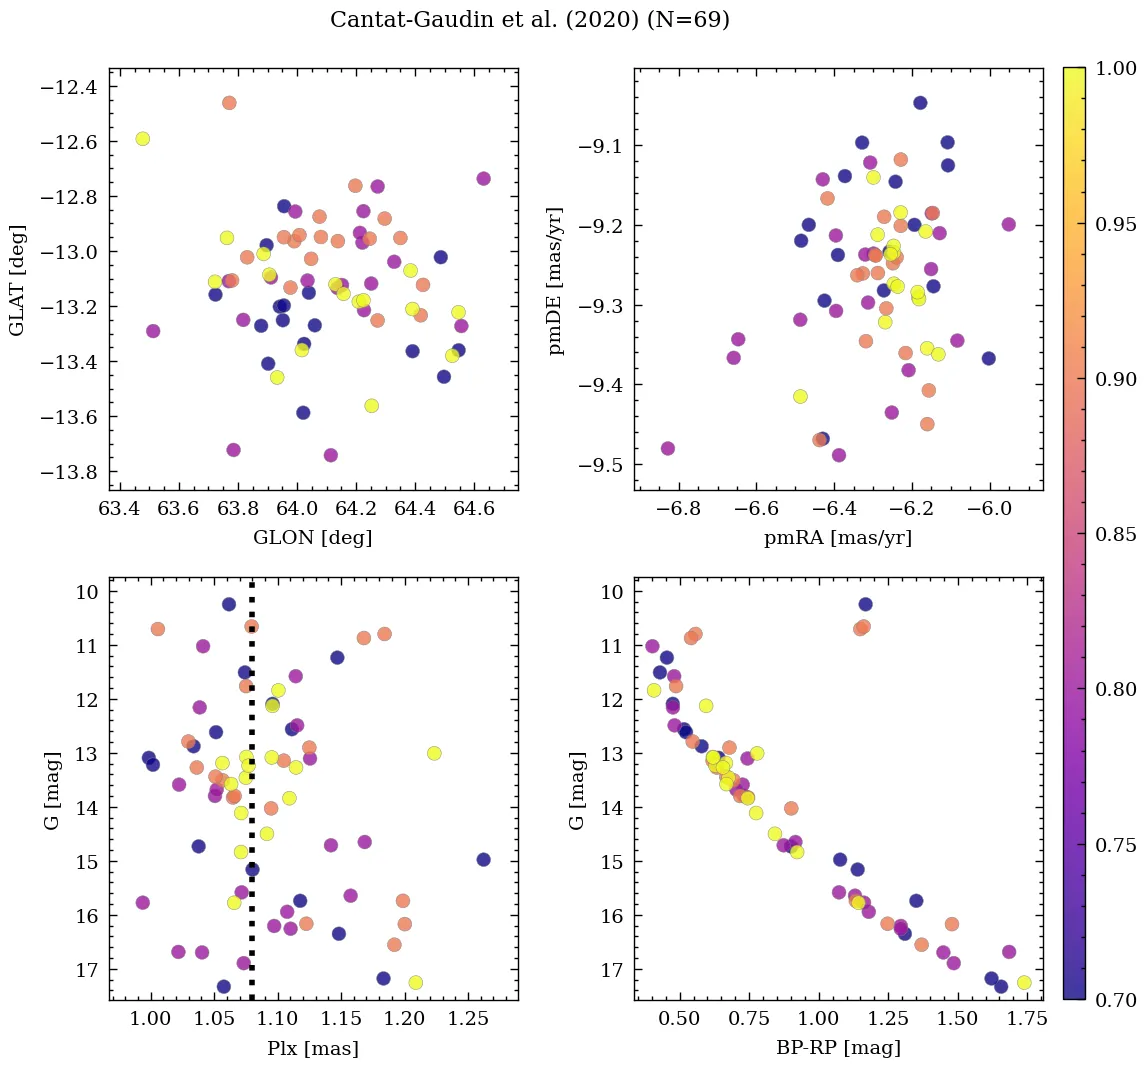 Cantat-Gaudin et al. (2020) (N=69)
GLAT [deg]
−12.4
−12.6
−12.8
−13.0
−13.2
−13.4
−13.6
−13.8
63.4 63.6 63.8 64.0 64.2 64.4 64.6
GLON [deg]
pmDE [mas/yr]
−9.1
−9.2
−9.3
−9.4
−9.5
−6.8 −6.6 −6.4 −6.2 −6.0
pmRA [mas/yr]
G [mag]
10
11
12
13
14
15
16
17
1.00 1.05 1.10 1.15 1.20 1.25
Plx [mas]
G [mag]
10
11
12
13
14
15
16
17
0.50 0.75 1.00 1.25 1.50 1.75
BP-RP [mag]
1.00
0.95
0.90
0.85
0.80
0.75
0.70